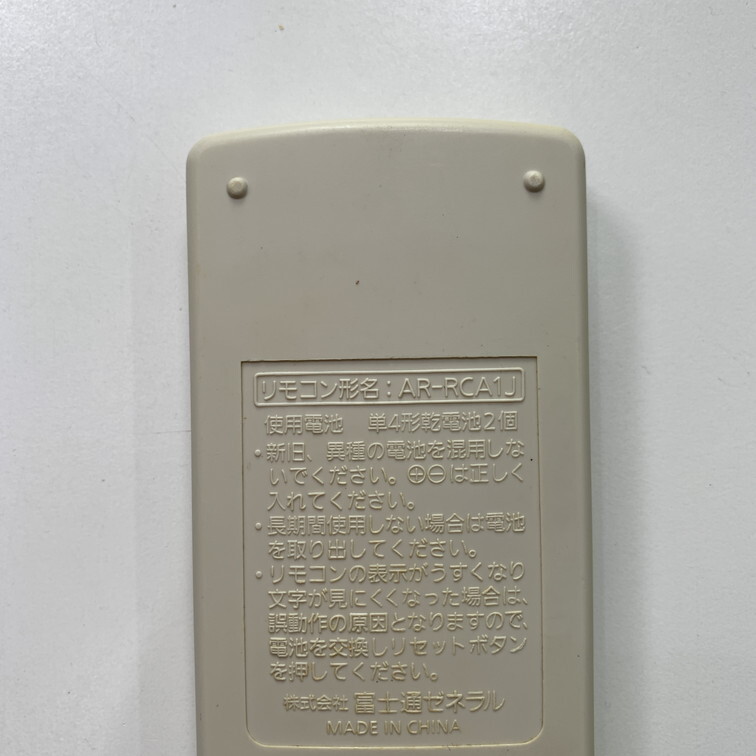 リモコン形名：AR-RCA1J
使用電池　単4形乾電池2個
・新旧、異種の電池を混用しな
いでください。⊕⊖は正しく
入れてください。
・長期間使用しない場合は電池
を取り出してください。
・リモコンの表示がうすくなり
文字が見にくくなった場合は、
誤動作の原因となりますので、
電池を交換しリセットボタン
を押してください。
株式会社 富士通ゼネラル
MADE IN CHINA